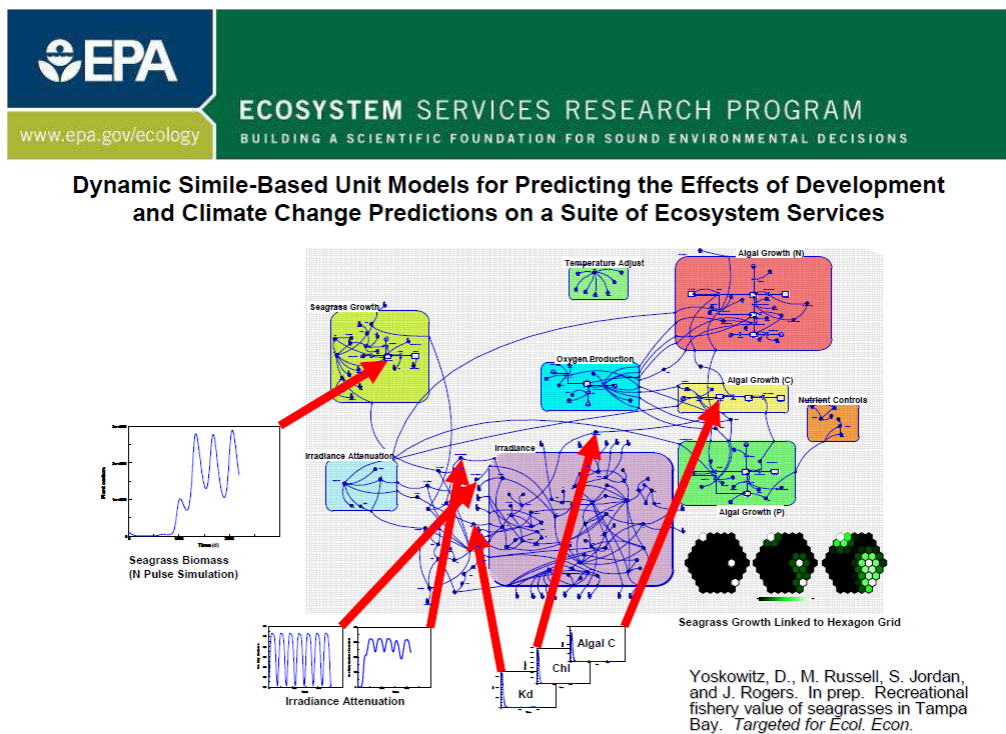 EPA
www.epa.gov/ecology
ECOSYSTEM SERVICES RESEARCH PROGRAM
BUILDING A SCIENTIFIC FOUNDATION FOR SOUND ENVIRONMENTAL DECISIONS
Dynamic Simile-Based Unit Models for Predicting the Effects of Development
and Climate Change Predictions on a Suite of Ecosystem Services
Algal Growth (N)
Temperature Adjust
Seagrass Growth
Oxygen Production
Algal Growth (C)
Nutrient Controls
Irradiance Attenuation
Irradiance
Algal Growth (P)
Time (d)
Seagrass Biomass
(N Pulse Simulation)
Seagrass Growth Linked to Hexagon Grid
Algal C
Chl
Kd
Irradiance Attenuation
Yoskowitz, D., M. Russell, S. Jordan,
and J. Rogers. In prep. Recreational
fishery value of seagrasses in Tampa
Bay. Targeted for Ecol. Econ.